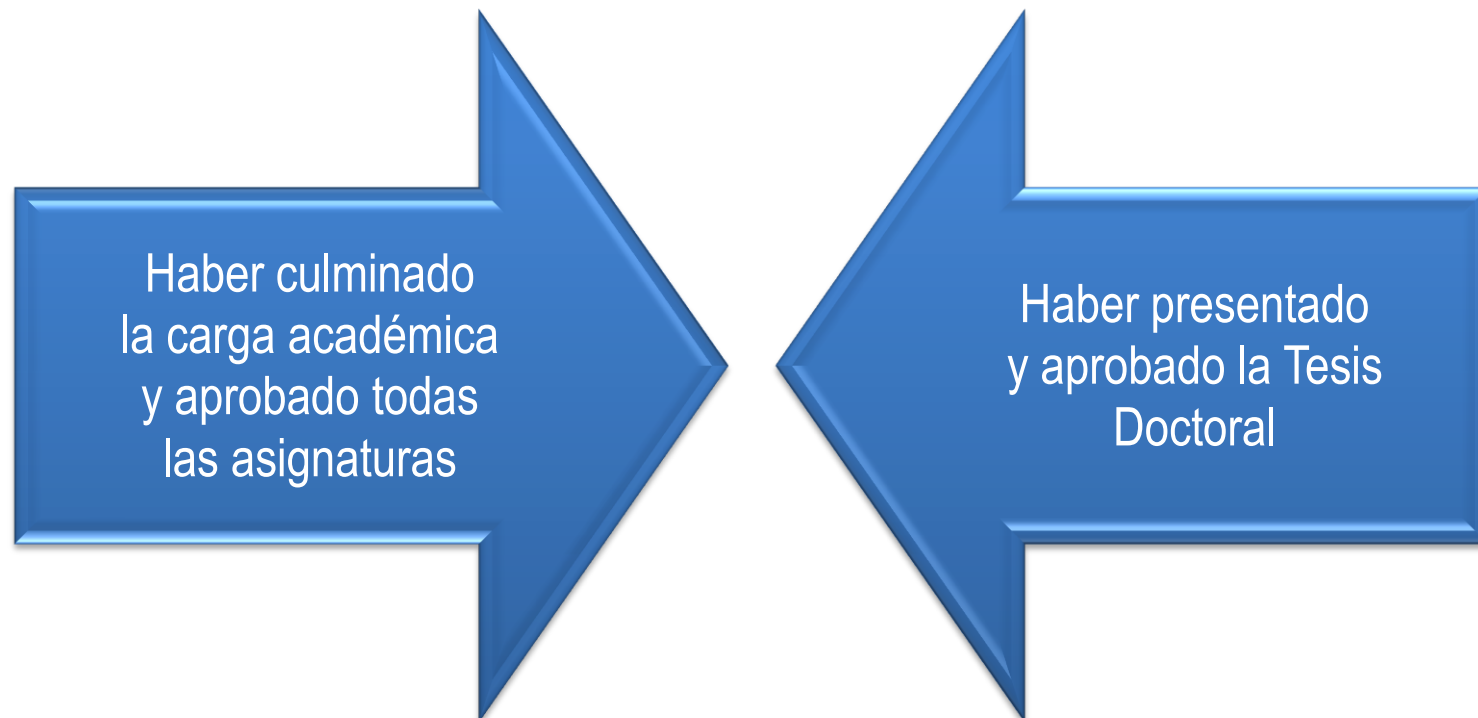 Haber culminado
la carga académica
y aprobado todas
las asignaturas
Haber presentado
y aprobado la Tesis
Doctoral